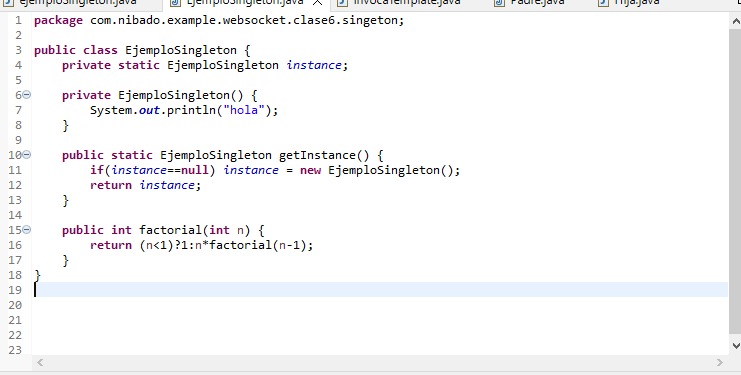 ejemploSingleton.java EjemploSingleton.java InvocaTemplate.java Padre.java Hija.java
1 package com.nibado.example.websocket.clase6.singeton;
2
3 public class EjemploSingleton {
4 private static EjemploSingleton instance;
5
6 private EjemploSingleton() {
7 System.out.println("hola");
8 }
9
10 public static EjemploSingleton getInstance() {
11 if(instance==null) instance = new EjemploSingleton();
12 return instance;
13 }
14
15 public int factorial(int n) {
16 return (n<1)?1:n*factorial(n-1);
17 }
18 }
19
20
21
22
23